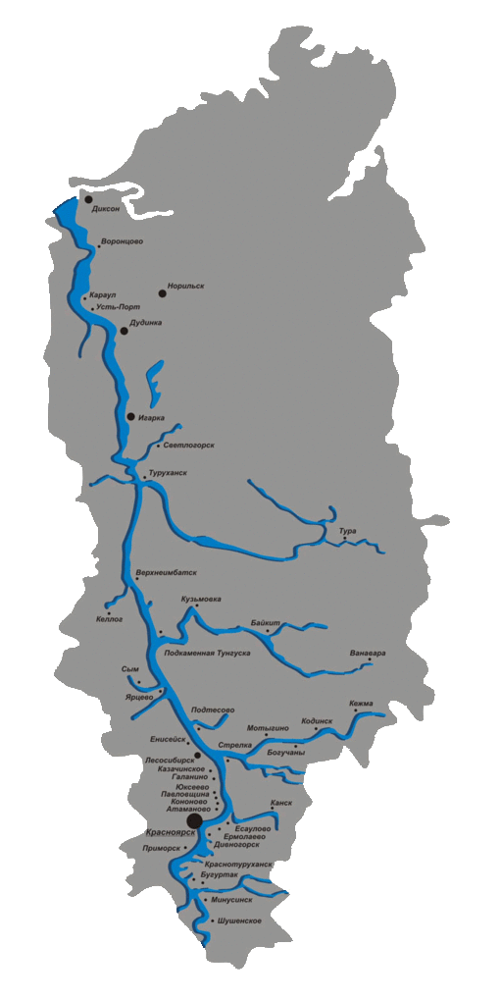 Диксон
Воронцово
Норильск
Караул
Усть-Порт
Дудинка
Игарка
Светлогорск
Туруханск
Тура
Верхнеимбатск
Кузьмовка
Келлог
Байкит
Подкаменная Тунгуска
Ванавара
Сым
Ярцево
Кежма
Подтесово
Кодинск
Мотыгино
Енисейск
Стрелка
Богучаны
Лесосибирск
Казачинское
Галанино
Юксеево
Павловщина
Кононово
Атаманово
Канск
Красноярск
Есаулово
Ермолаево
Дивногорск
Приморск
Краснотуруханск
Бугуртак
Минусинск
Шушенское